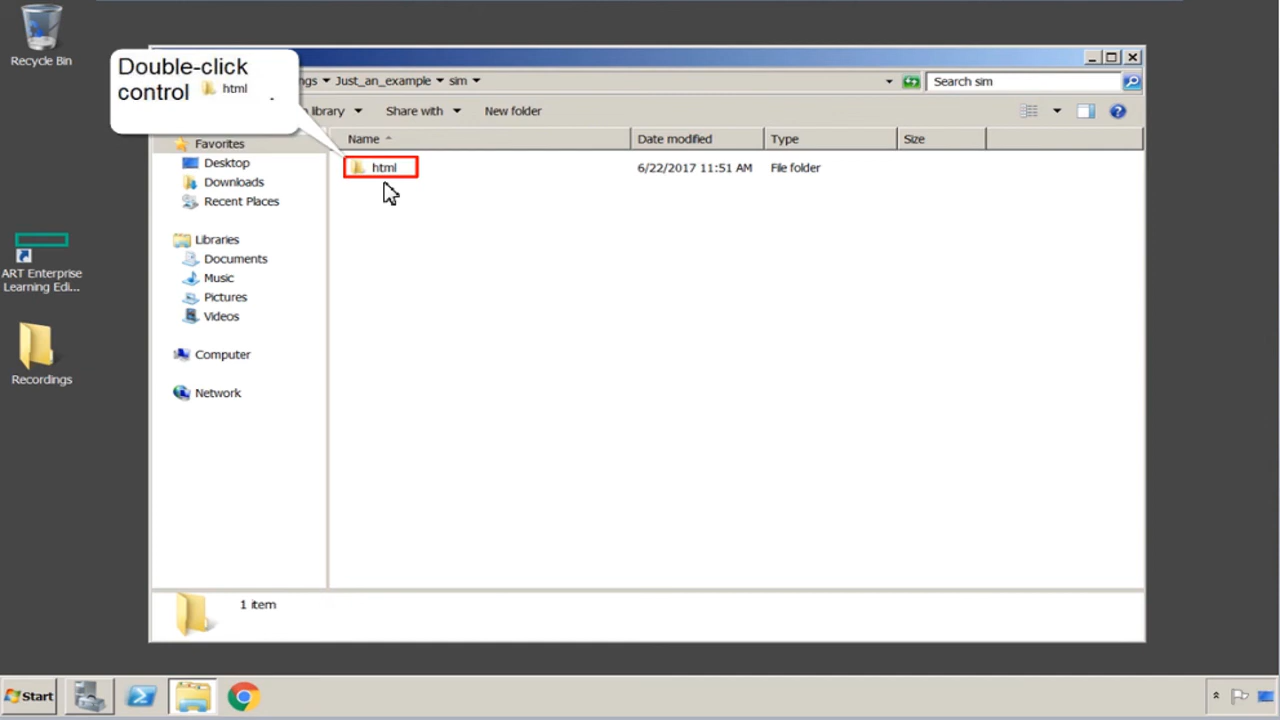 Recycle Bin
Double-click
control html .
ngs Just_an_example sim
Search sim
library Share with New folder
Name Date modified Type Size
html 6/22/2017 11:51 AM File folder
Favorites
Desktop
Downloads
Recent Places
Libraries
Documents
Music
Pictures
Videos
Computer
Network
ART Enterprise
Learning Edi...
Recordings
1 item
Start